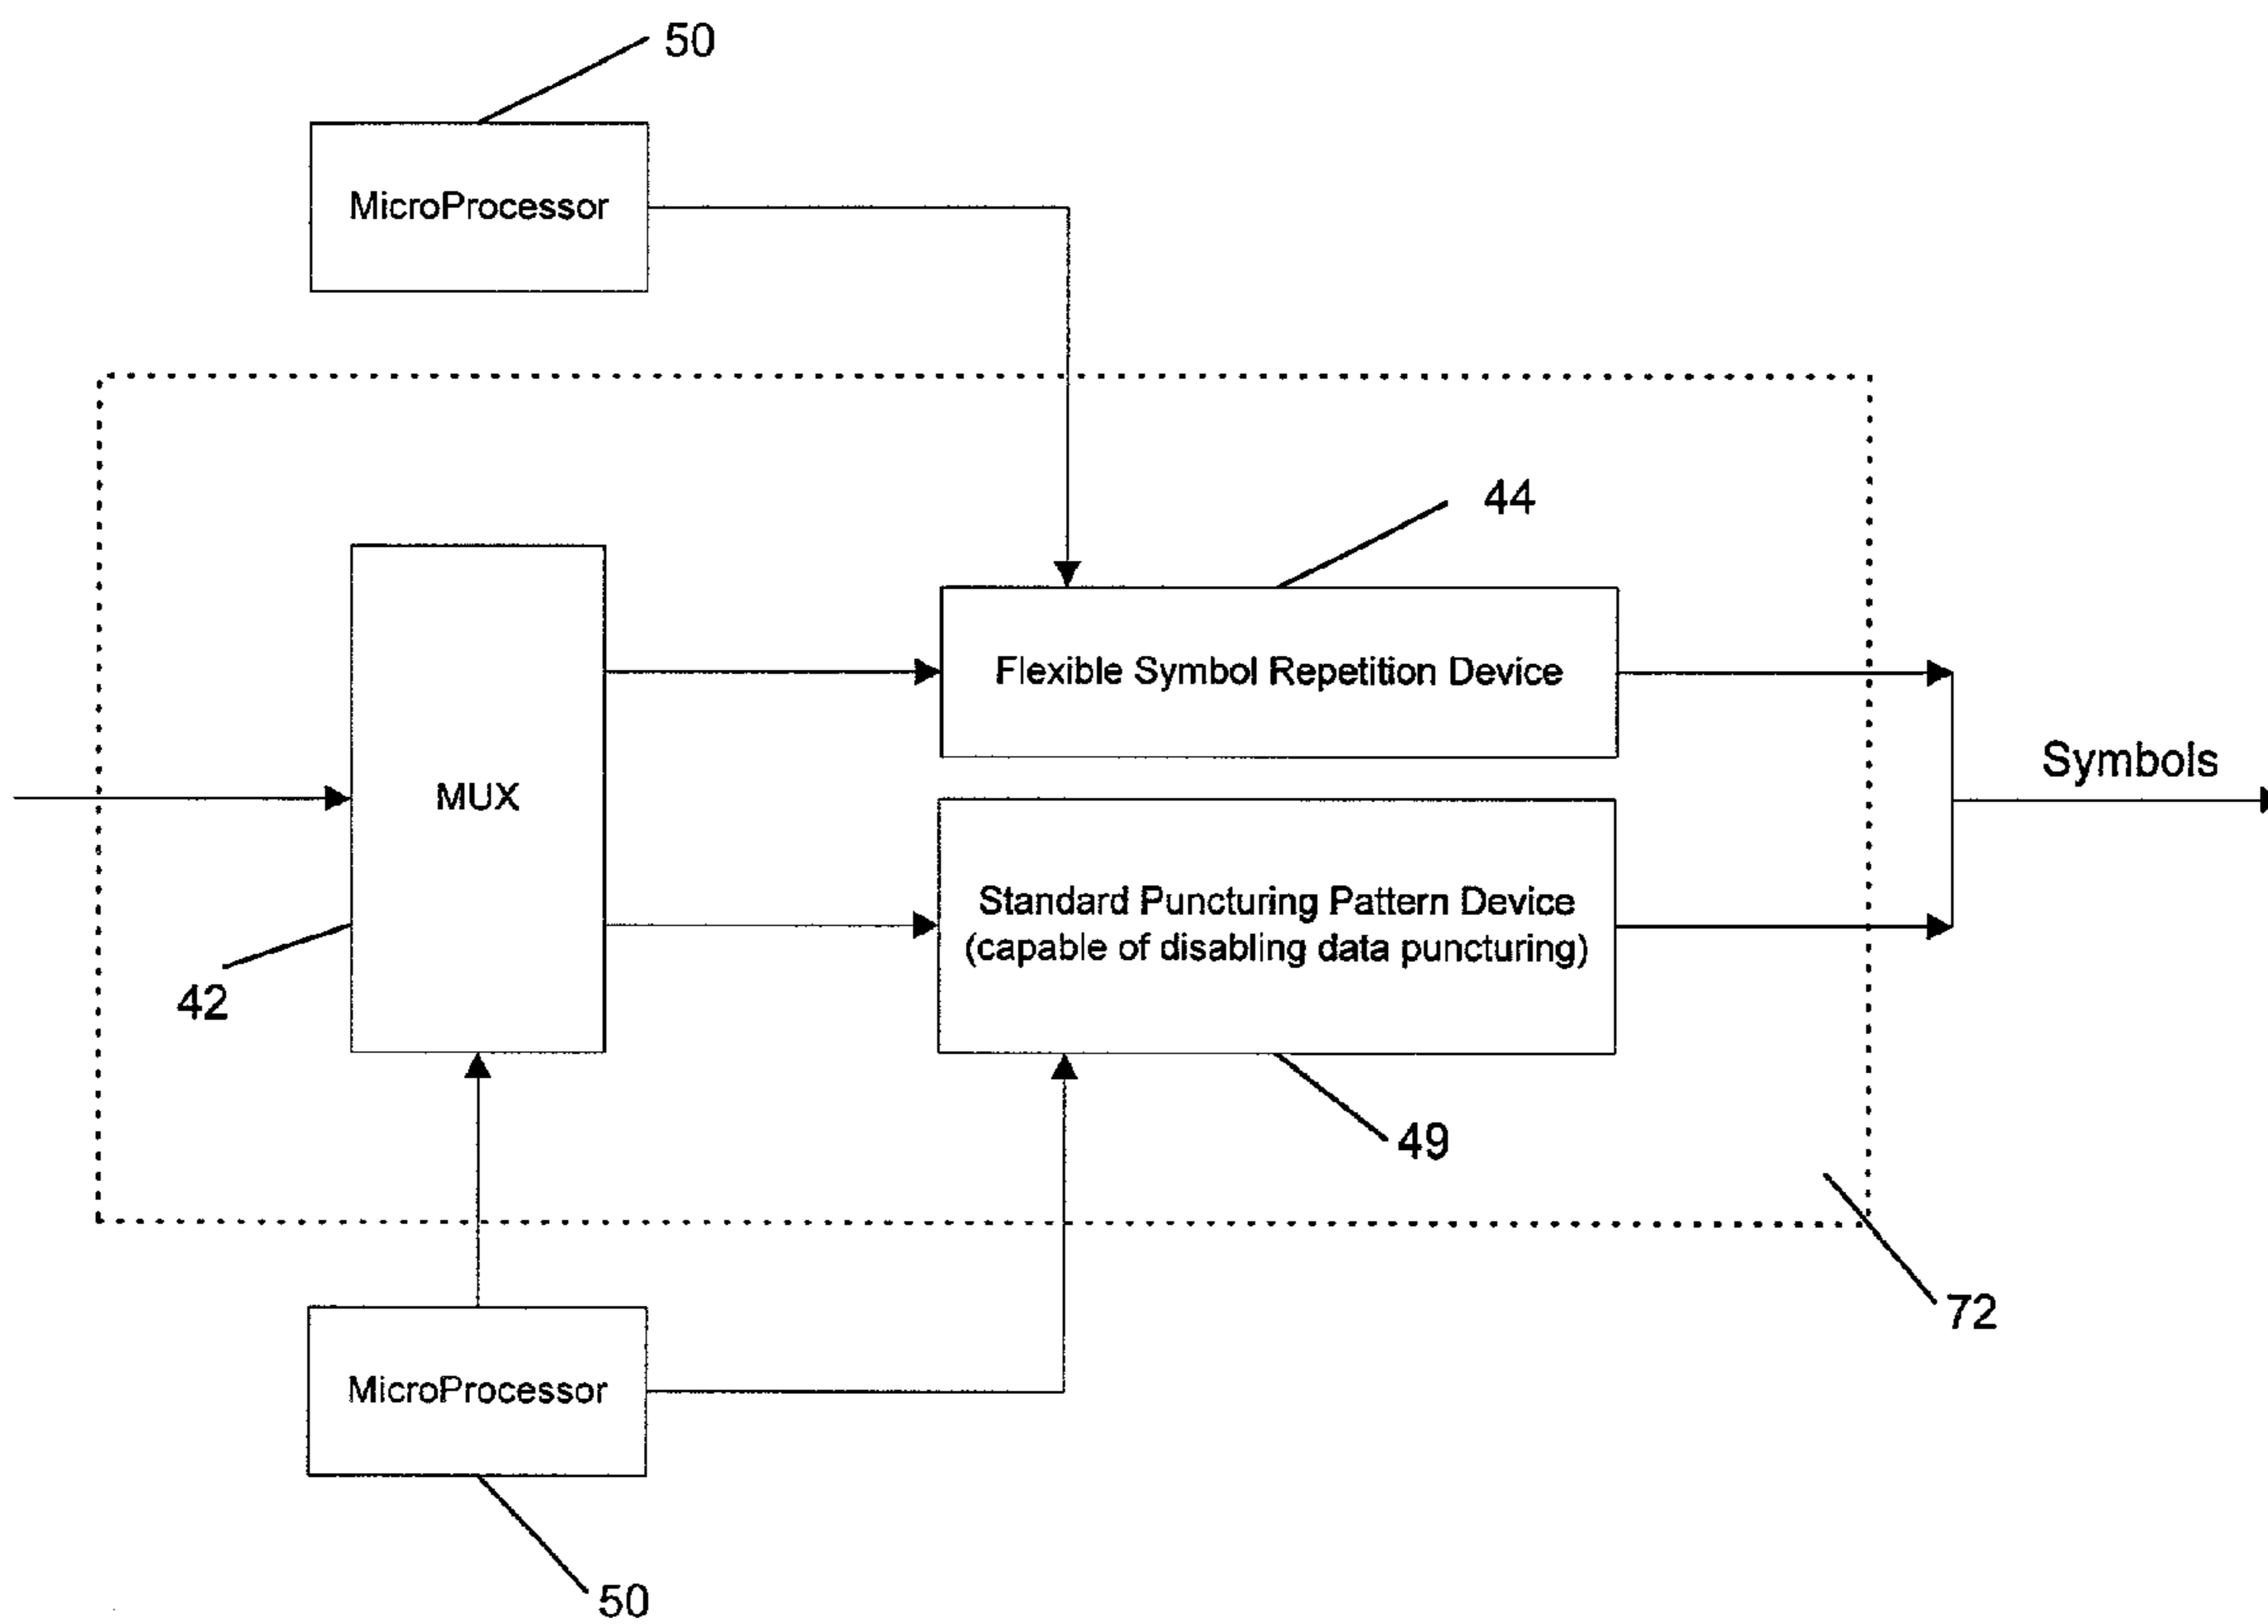 50
MicroProcessor
44
Flexible Symbol Repetition Device
Symbols
MUX
Standard Puncturing Pattern Device
(capable of disabling data puncturing)
42
49
72
MicroProcessor
50